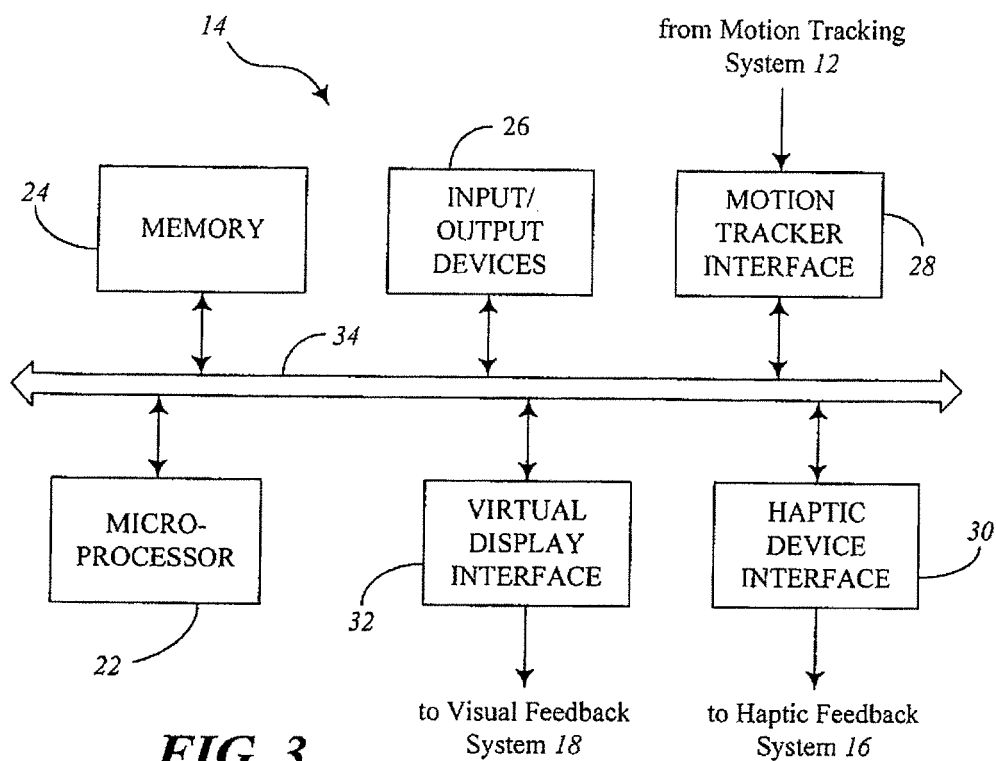 14
from Motion Tracking
System 12
26
24
MEMORY
INPUT/
OUTPUT
DEVICES
MOTION
TRACKER
INTERFACE
28
34
MICRO-
PROCESSOR
VIRTUAL
DISPLAY
INTERFACE
HAPTIC
DEVICE
INTERFACE
30
32
22
to Visual Feedback
System 18
to Haptic Feedback
System 16
FIG. 3